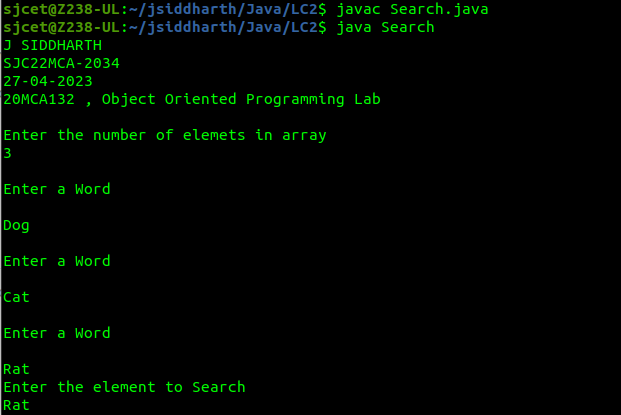 sjcet@Z238-UL:~/jsiddharth/Java/LC2$ javac Search.java
sjcet@Z238-UL:~/jsiddharth/Java/LC2$ java Search
J SIDDHARTH
SJC22MCA-2034
27-04-2023
20MCA132 , Object Oriented Programming Lab
Enter the number of elemets in array
3
Enter a Word
Dog
Enter a Word
Cat
Enter a Word
Rat
Enter the element to Search
Rat